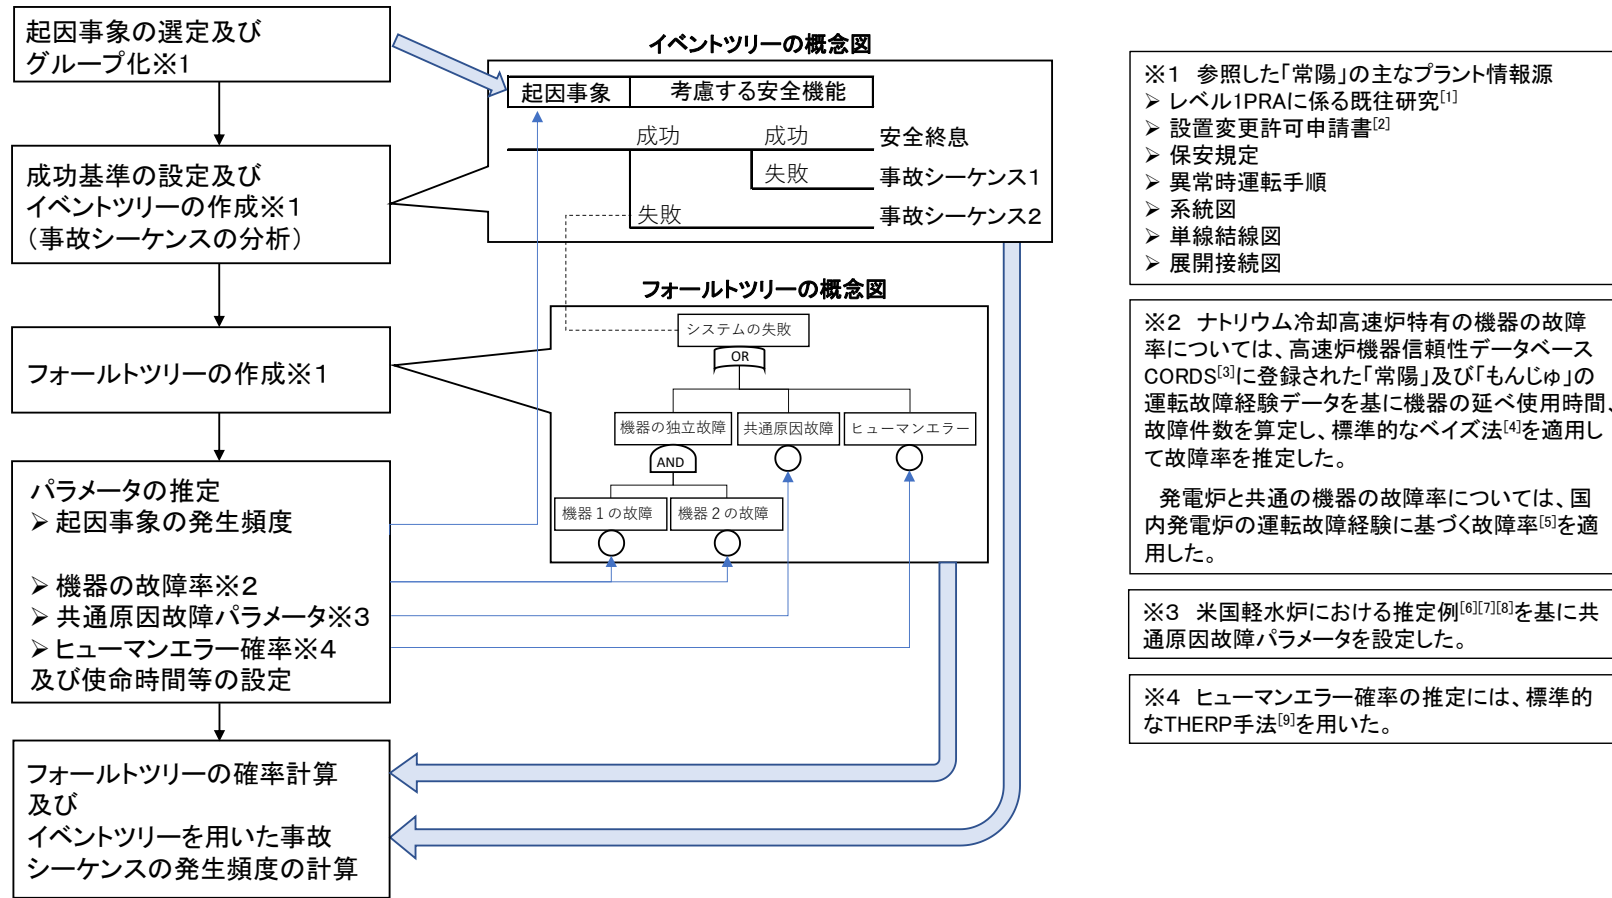 起因事象の選定及び
グループ化※1
成功基準の設定及び
イベントツリーの作成※1
（事故シーケンスの分析）
フォールトツリーの作成※1
パラメータの推定
➢ 起因事象の発生頻度
➢ 機器の故障率※2
➢ 共通原因故障パラメータ※3
➢ ヒューマンエラー確率※4
及び使命時間等の設定
フォールトツリーの確率計算
及び
イベントツリーを用いた事故
シーケンスの発生頻度の計算
イベントツリーの概念図
起因事象 考慮する安全機能
成功 成功 安全終息
失敗 事故シーケンス1
失敗 事故シーケンス2
フォールトツリーの概念図
システムの失敗
OR
機器の独立故障 共通原因故障 ヒューマンエラー
AND
機器１の故障 機器２の故障
※1 参照した「常陽」の主なプラント情報源
➢ レベル1PRAに係る既往研究[1]
➢ 設置変更許可申請書[2]
➢ 保安規定
➢ 異常時運転手順
➢ 系統図
➢ 単線結線図
➢ 展開接続図
※2 ナトリウム冷却高速炉特有の機器の故障
率については、高速炉機器信頼性データベース
CORDS[3]に登録された「常陽」及び「もんじゅ」の
運転故障経験データを基に機器の延べ使用時間、
故障件数を算定し、標準的なベイズ法[4]を適用し
て故障率を推定した。
発電炉と共通の機器の故障率については、国
内発電炉の運転故障経験に基づく故障率[5]を適
用した。
※3 米国軽水炉における推定例[6][7][8]を基に共
通原因故障パラメータを設定した。
※4 ヒューマンエラー確率の推定には、標準的
なTHERP手法[9]を用いた。